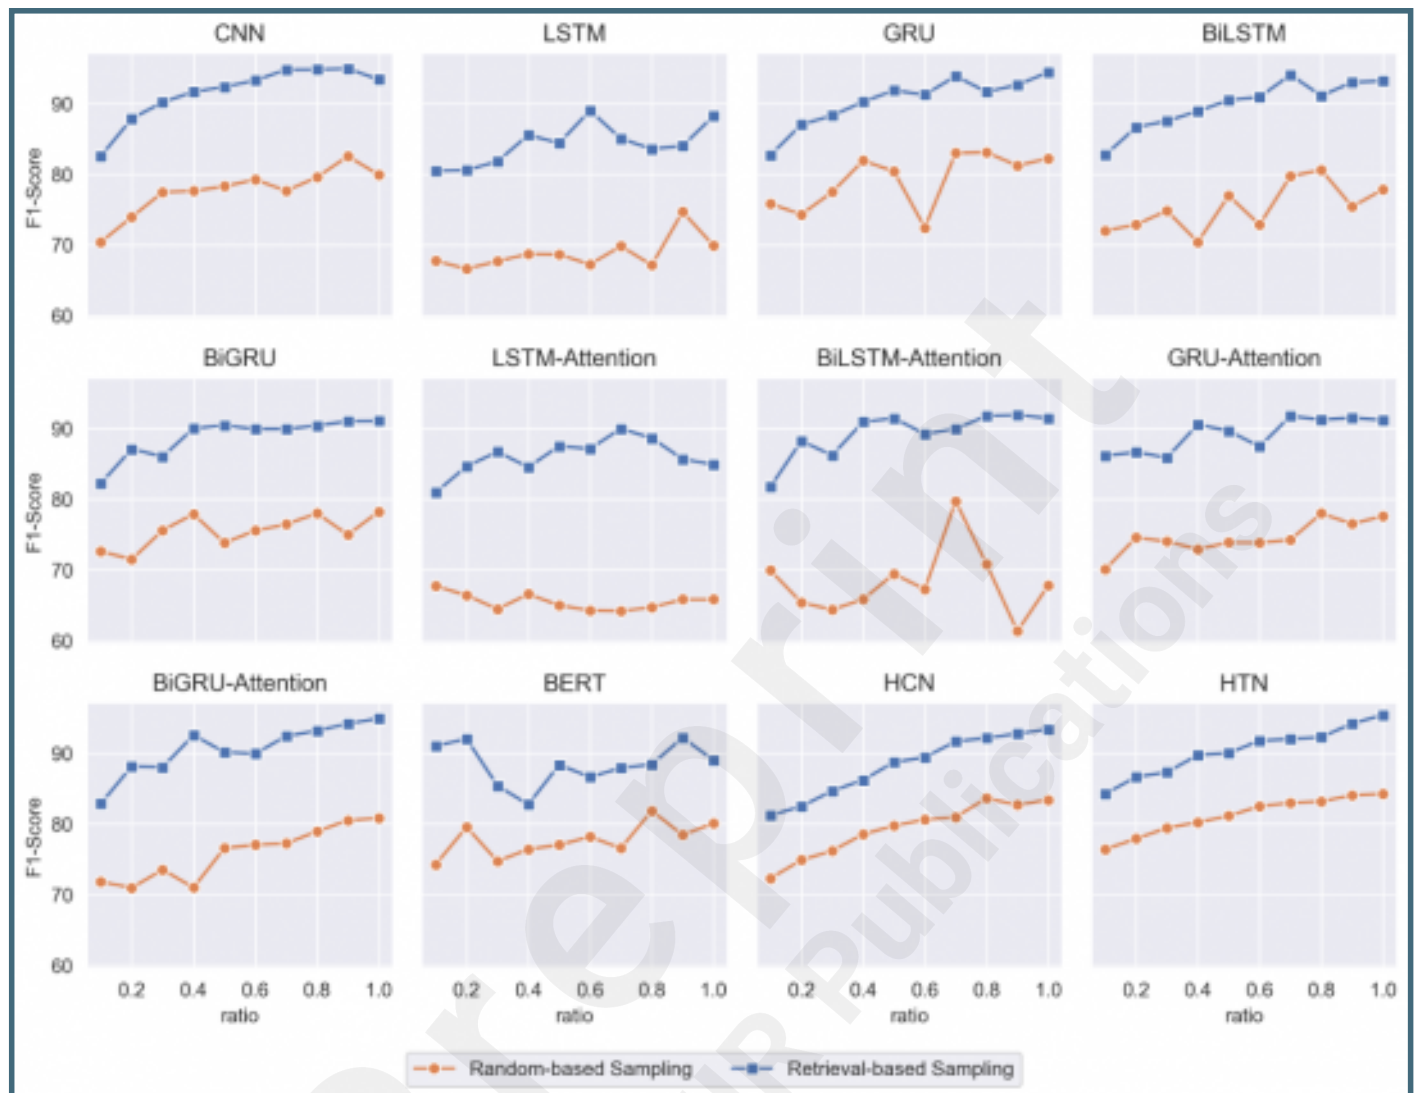 CNN LSTM GRU BiLSTM
90
80
70
60
F1-Score
BiGRU LSTM-Attention BiLSTM-Attention GRU-Attention
90
80
70
60
F1-Score
BiGRU-Attention BERT HCN HTN
90
80
70
60
F1-Score
0.2 0.4 0.6 0.8 1.0 0.2 0.4 0.6 0.8 1.0 0.2 0.4 0.6 0.8 1.0 0.2 0.4 0.6 0.8 1.0
ratio ratio ratio ratio
Random-based Sampling Retrieval-based Sampling
reprint
Publications